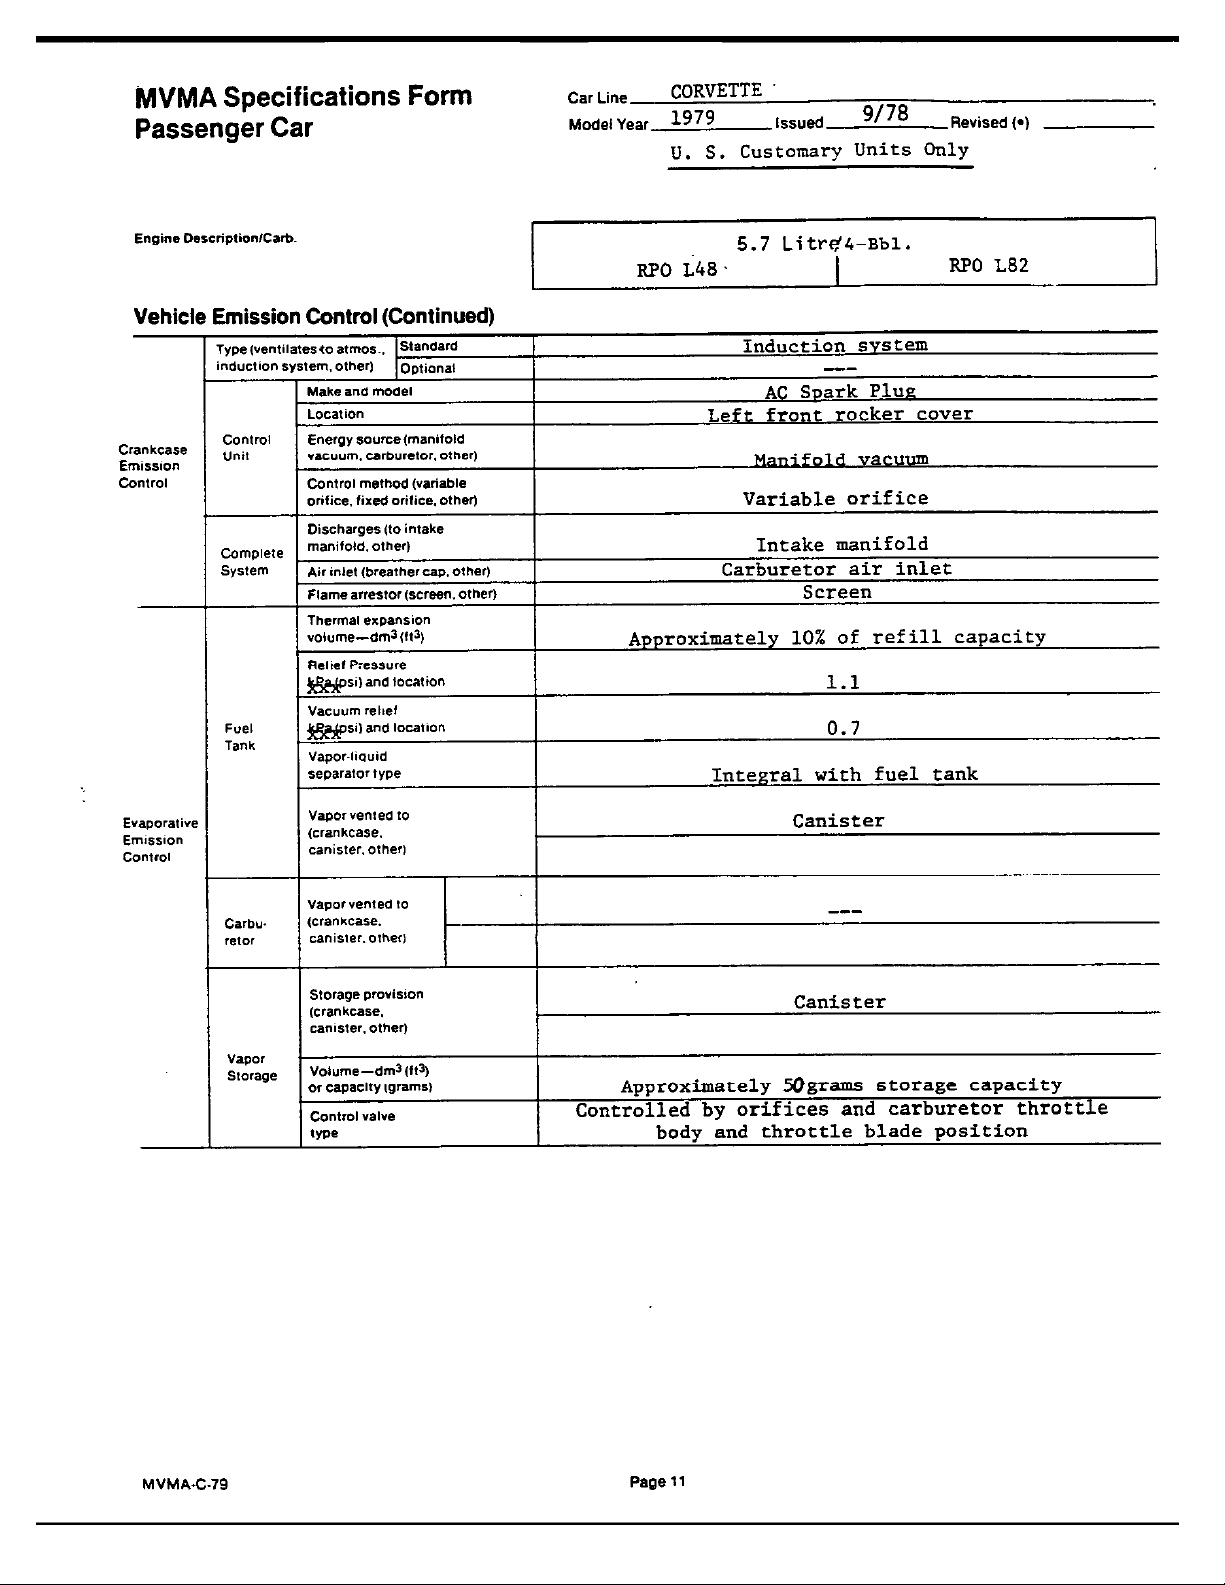 MVMA Specifications Form
Passenger Car
Car Line CORVETTE
Model Year 1979 Issued 9/78 Revised (•)
U. S. Customary Units Only
Engine Description/Carb.
5.7 Litre/4-Bbl.
RPO L48 RPO L82
Vehicle Emission Control (Continued)
Crankcase
Emission
Control
Type (ventilates to atmos.,
induction system, other)
Standard Induction system
Optional ---
Control
Unit
Make and model AC Spark Plug
Location Left front rocker cover
Energy source (manifold
vacuum, carburetor, other) Manifold vacuum
Control method (variable
orifice, fixed orifice, other) Variable orifice
Complete
System
Discharges (to intake
manifold, other) Intake manifold
Air inlet (breather cap, other) Carburetor air inlet
Flame arrestor (screen, other) Screen
Evaporative
Emission
Control
Fuel
Tank
Thermal expansion
volume—dm³ (ft³) Approximately 10% of refill capacity
Relief Pressure
kPa (psi) and location 1.1
Vacuum relief
kPa (psi) and location 0.7
Vapor-liquid
separator type Integral with fuel tank
Vapor vented to
(crankcase,
canister, other) Canister
Carbu-
retor
Vapor vented to
(crankcase,
canister, other) ---
Vapor
Storage
Storage provision
(crankcase,
canister, other) Canister
Volume—dm³ (ft³)
or capacity (grams) Approximately 50 grams storage capacity
Control valve
type
Controlled by orifices and carburetor throttle
body and throttle blade position
MVMA-C-79 Page 11